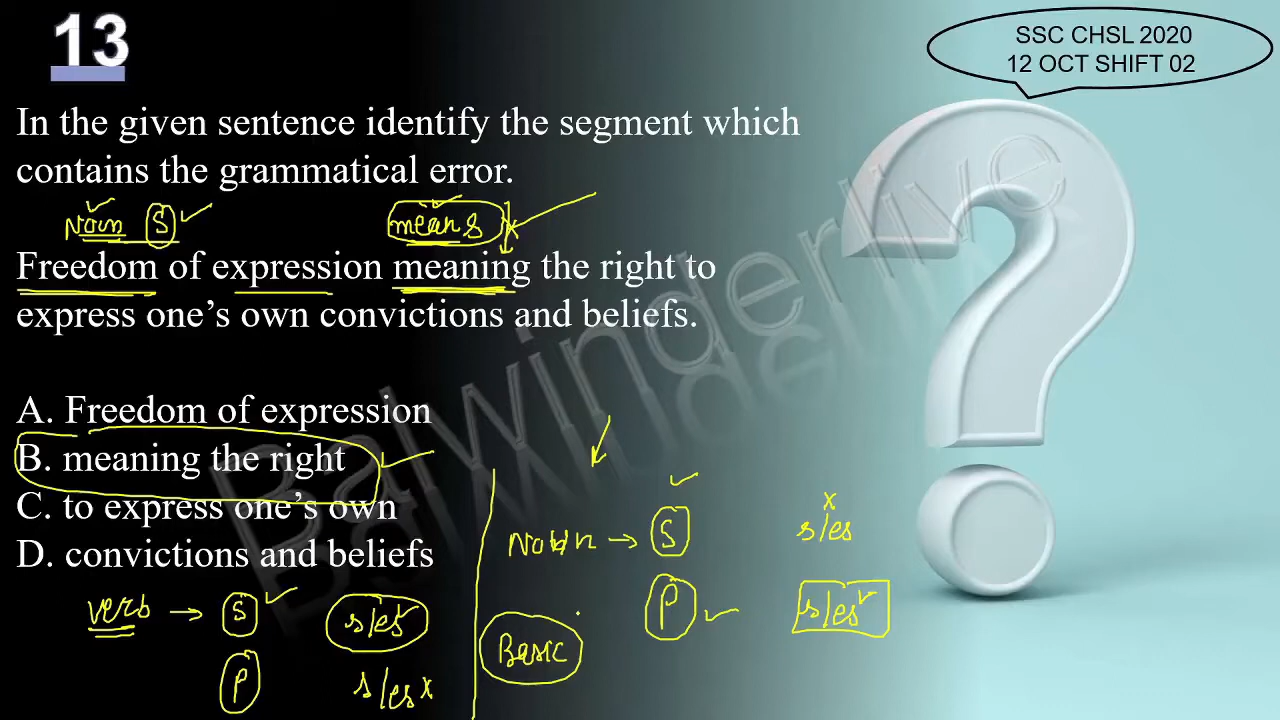 13
SSC CHSL 2020
12 OCT SHIFT 02
In the given sentence identify the segment which
contains the grammatical error.
Noun S means
Freedom of expression meaning the right to
express one's own convictions and beliefs.
A. Freedom of expression
B. meaning the right
C. to express one's own
D. convictions and beliefs
Noun → S s/es x
verb → S s/es
P s/es
Basic
P s/es x
Balwinderlive